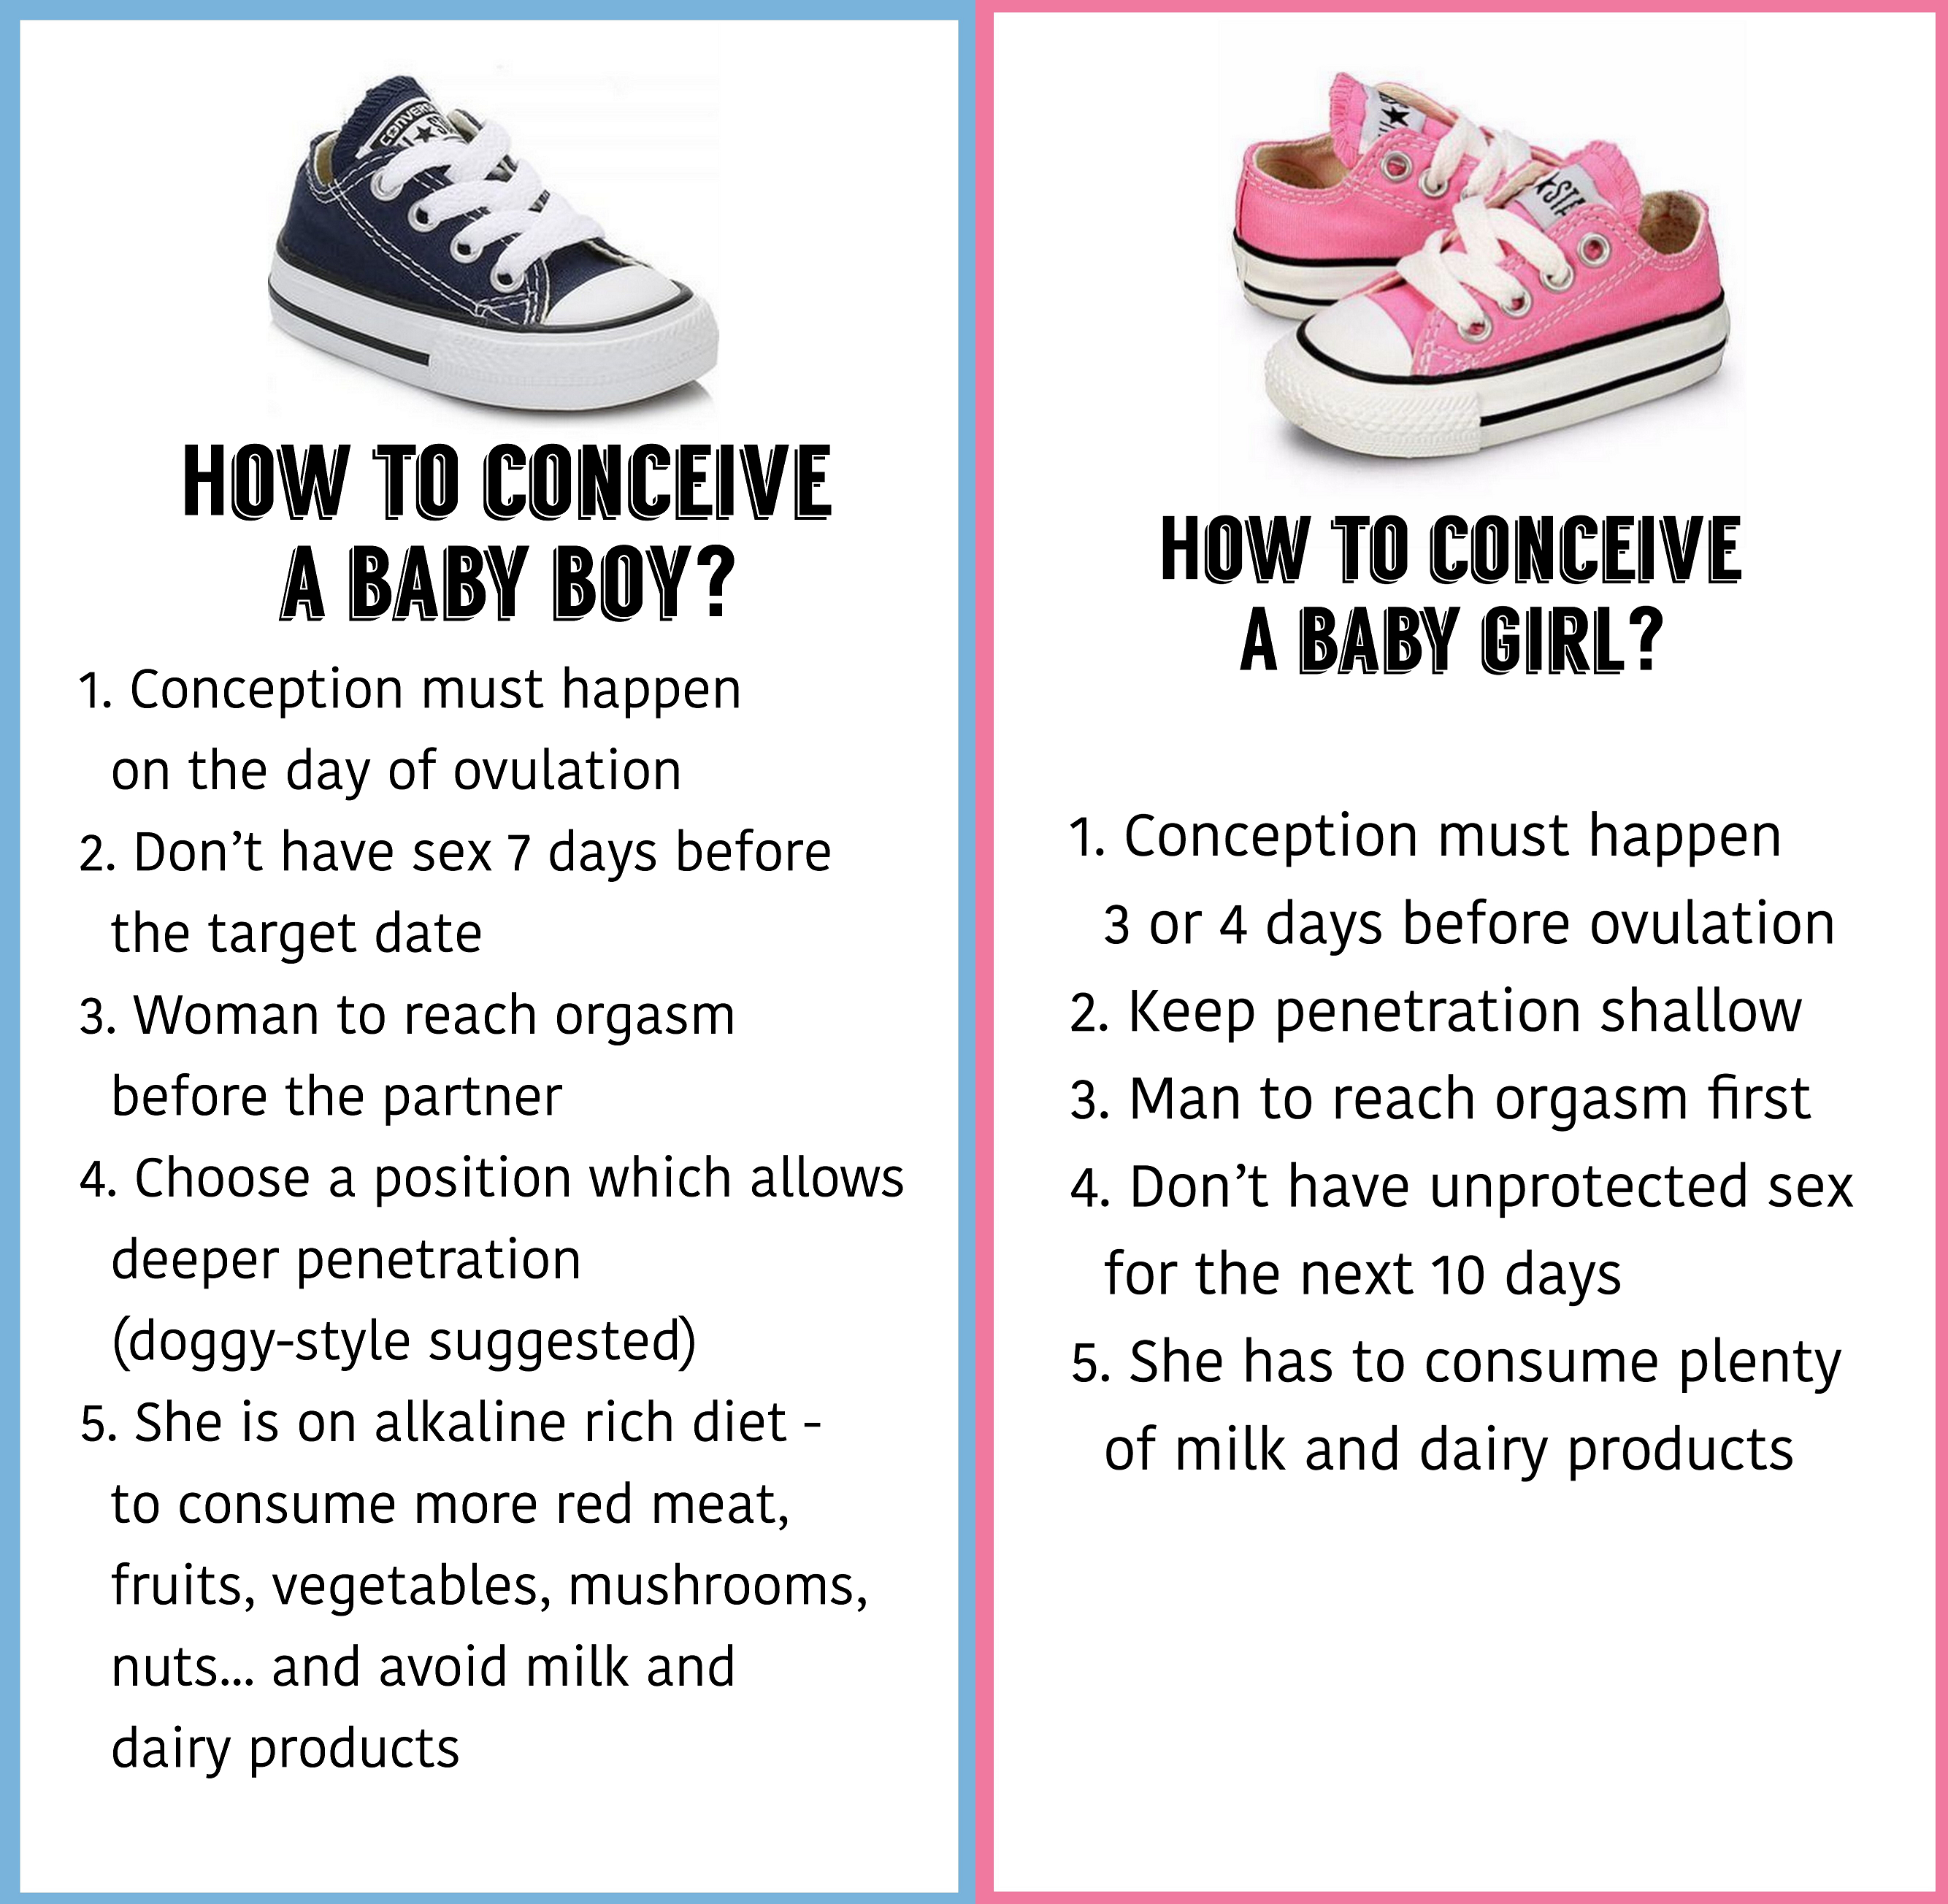 CONVERS
HOW TO CONCEIVE
A BABY BOY?
1. Conception must happen
on the day of ovulation
2. Don’t have sex 7 days before
the target date
3. Woman to reach orgasm
before the partner
4. Choose a position which allows
deeper penetration
(doggy-style suggested)
5. She is on alkaline rich diet -
to consume more red meat,
fruits, vegetables, mushrooms,
nuts... and avoid milk and
dairy products
HOW TO CONCEIVE
A BABY GIRL?
1. Conception must happen
3 or 4 days before ovulation
2. Keep penetration shallow
3. Man to reach orgasm first
4. Don’t have unprotected sex
for the next 10 days
5. She has to consume plenty
of milk and dairy products